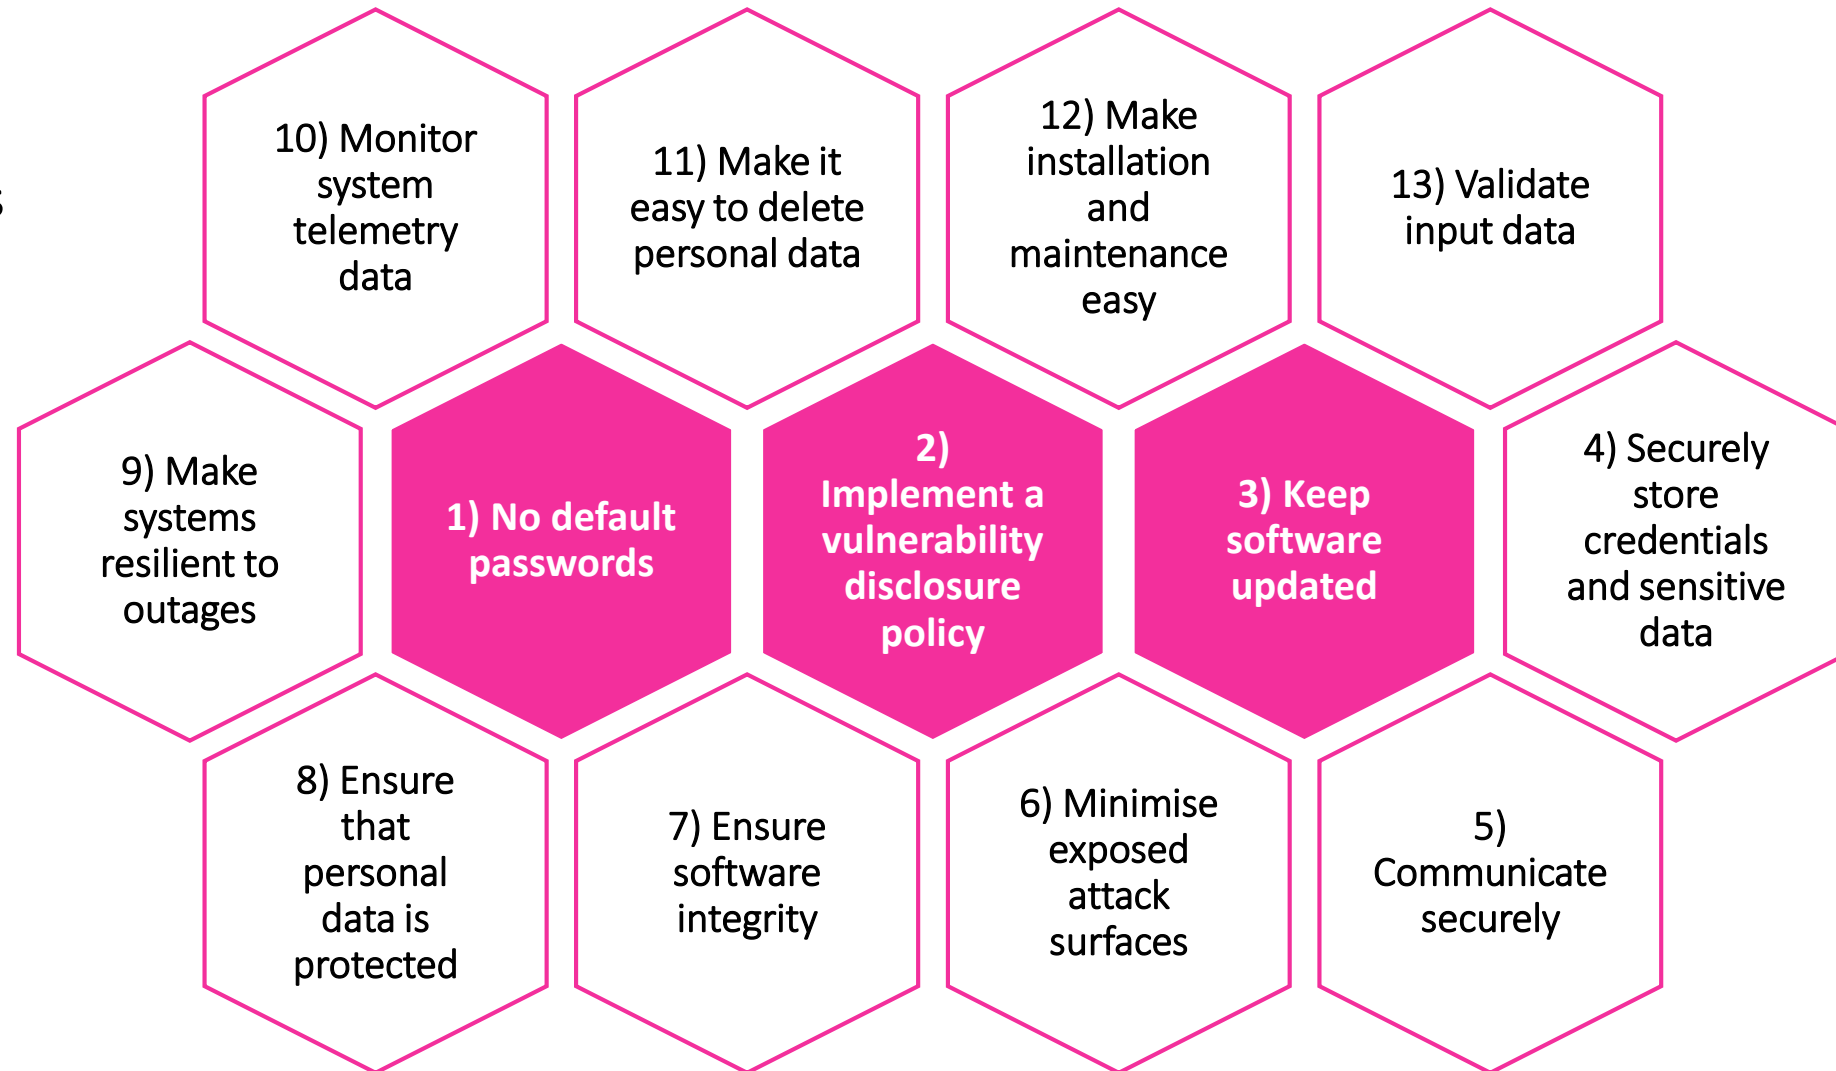 10) Monitor
system
telemetry
data
11) Make it
easy to delete
personal data
12) Make
installation
and
maintenance
easy
13) Validate
input data
9) Make
systems
resilient to
outages
1) No default
passwords
2)
Implement a
vulnerability
disclosure
policy
3) Keep
software
updated
4) Securely
store
credentials
and sensitive
data
8) Ensure
that
personal
data is
protected
7) Ensure
software
integrity
6) Minimise
exposed
attack
surfaces
5)
Communicate
securely